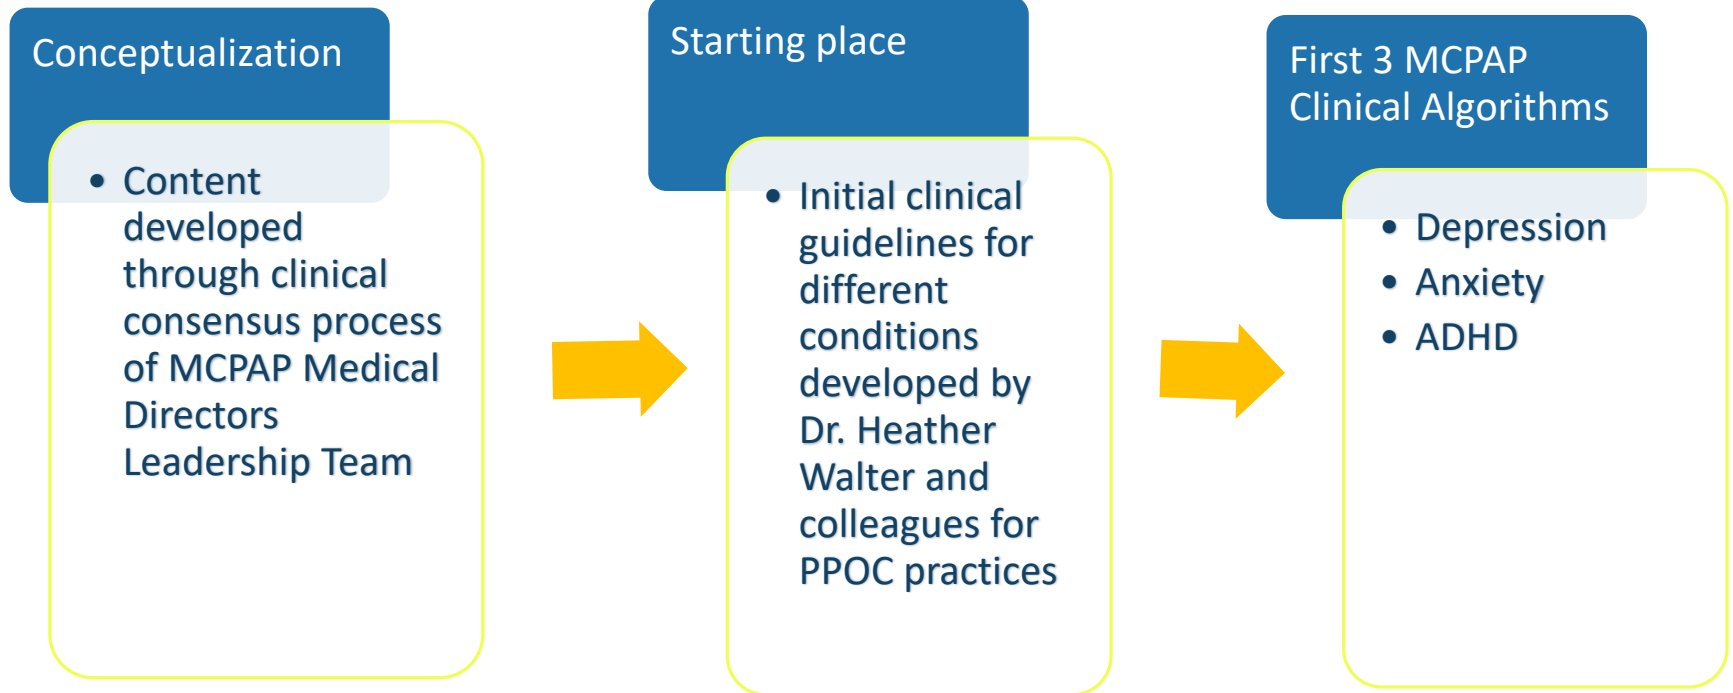 Conceptualization
• Content
developed
through clinical
consensus process
of MCPAP Medical
Directors
Leadership Team
Starting place
• Initial clinical
guidelines for
different
conditions
developed by
Dr. Heather
Walter and
colleagues for
PPOC practices
First 3 MCPAP
Clinical Algorithms
• Depression
• Anxiety
• ADHD